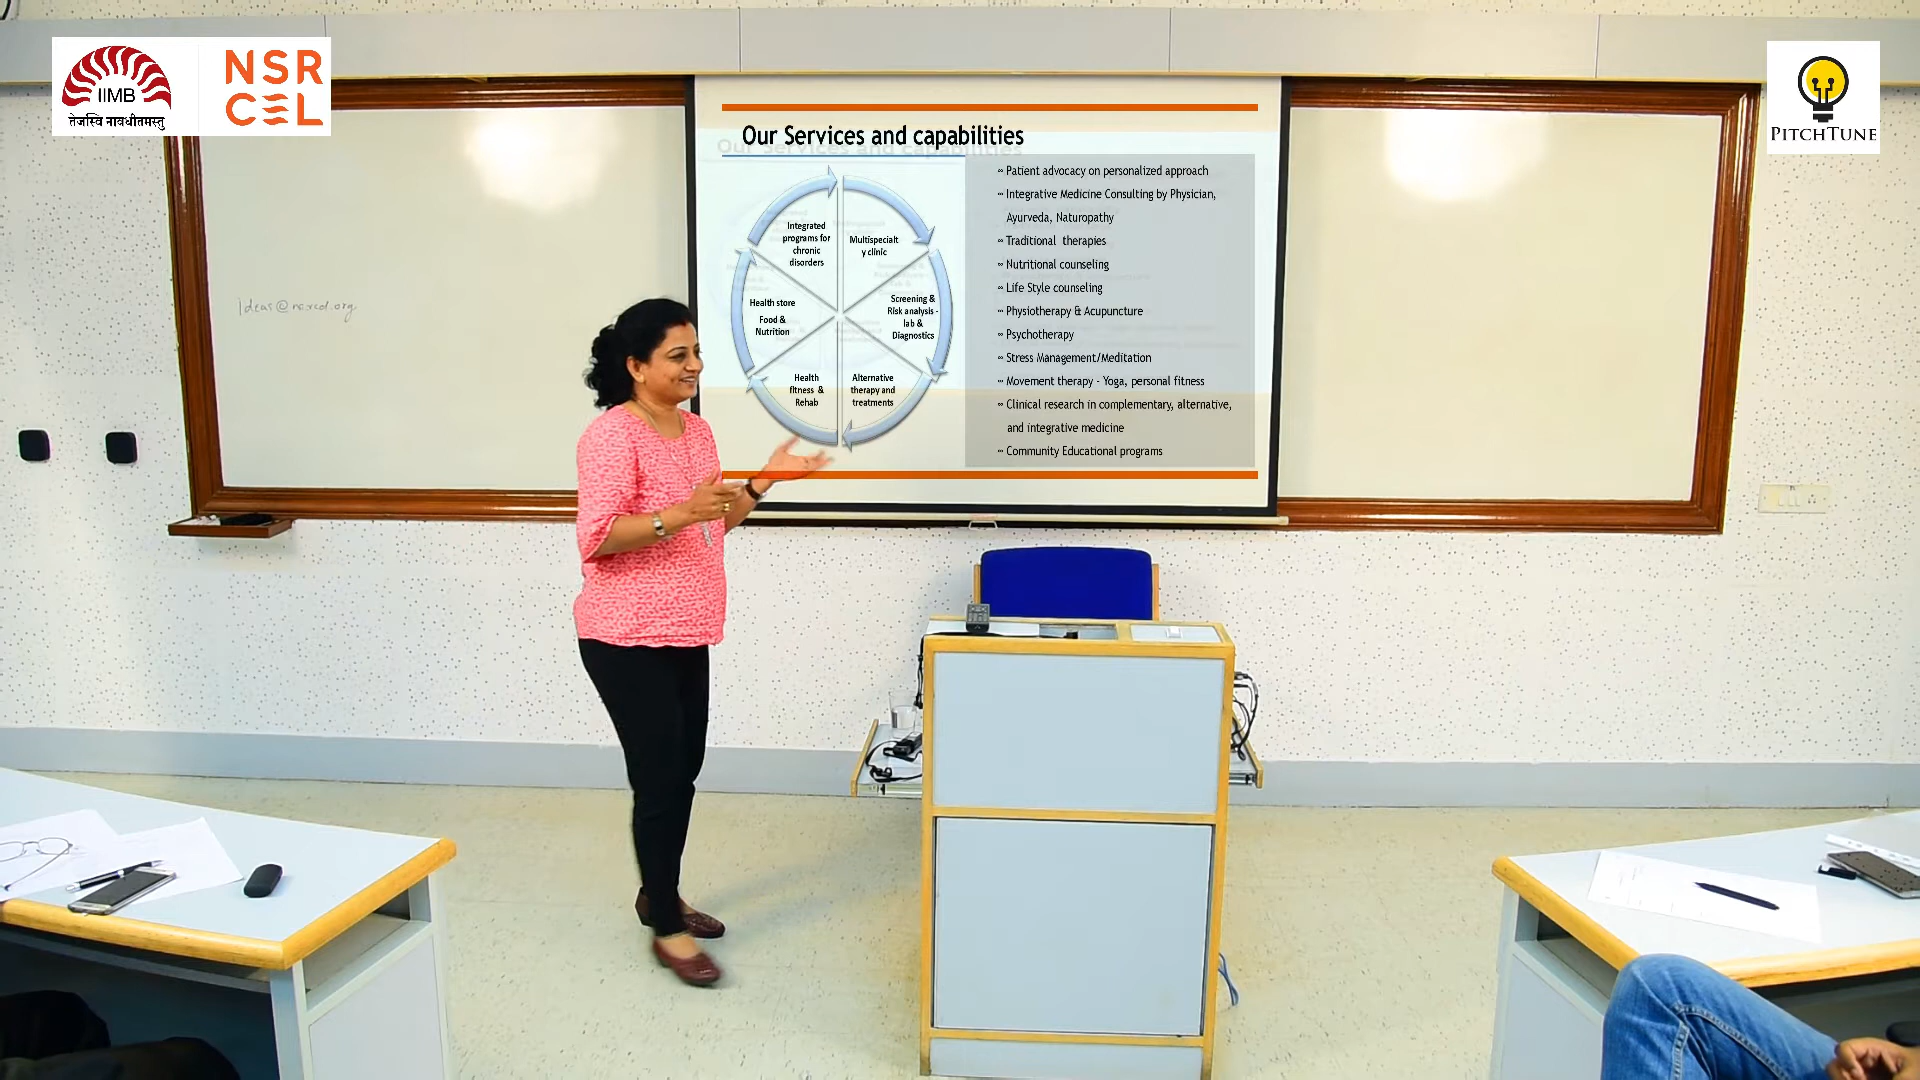 IIMB
तेजस्वि नावधीतमस्तु
NSR
CEL
PITCHTUNE
Our Services and capabilities
Integrated
programs for
chronic
disorders
Multispecialt
y clinic
Screening &
Risk analysis -
lab &
Diagnostics
Alternative
therapy and
treatments
Health
fitness &
Rehab
Health store
Food &
Nutrition
Patient advocacy on personalized approach
Integrative Medicine Consulting by Physician,
Ayurveda, Naturopathy
Traditional therapies
Nutritional counseling
Life Style counseling
Physiotherapy & Acupuncture
Psychotherapy
Stress Management/Meditation
Movement therapy - Yoga, personal fitness
Clinical research in complementary, alternative,
and integrative medicine
Community Educational programs
Ideas@nsrcel.org